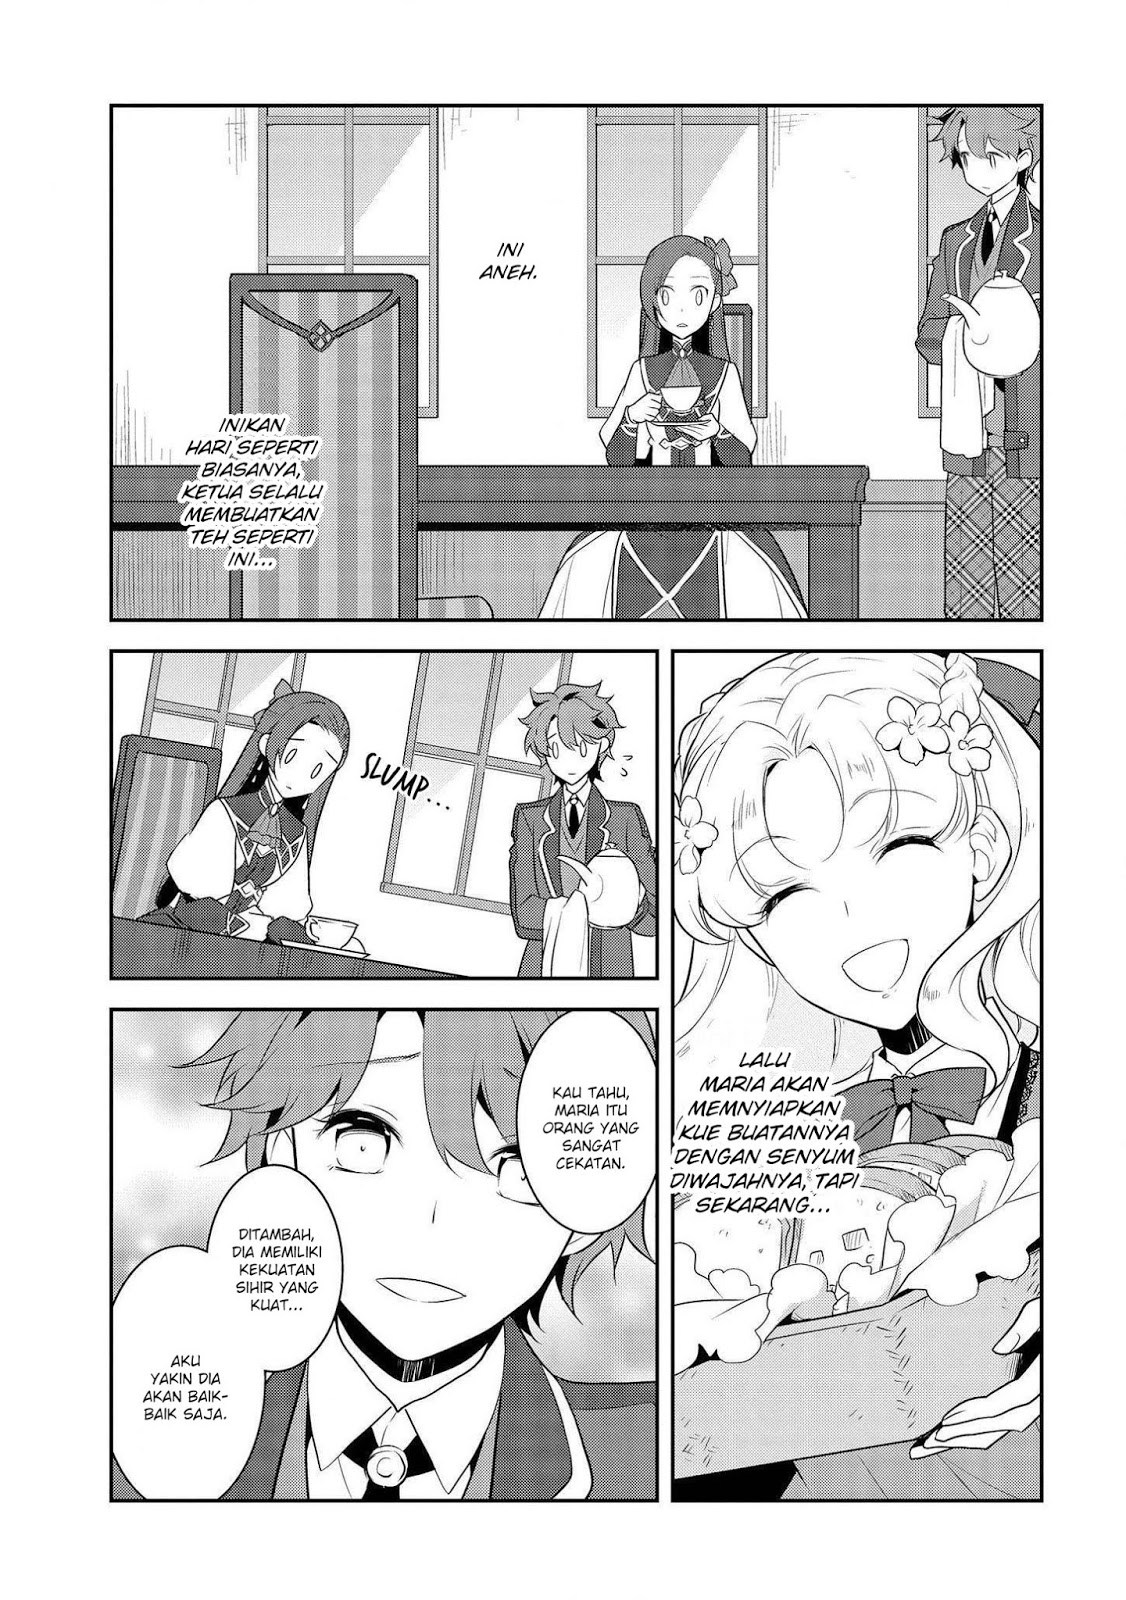 INI
ANEH.
INIKAN
HARI SEPERTI
BIASANYA,
KETUA SELALU
MEMBUATKAN
TEH SEPERTI
INI...
LALU
MARIA AKAN
MEMNYIAPKAN
KUE BUATANNYA
DENGAN SENYUM
DIWAJAHNYA, TAPI
SEKARANG...
SLUMP...
KAU TAHU,
MARIA ITU
ORANG YANG
SANGAT
CEKATAN.
DITAMBAH,
DIA MEMILIKI
KEKUATAN
SIHIR YANG
KUAT...
AKU
YAKIN DIA
AKAN BAIK-
BAIK SAJA.